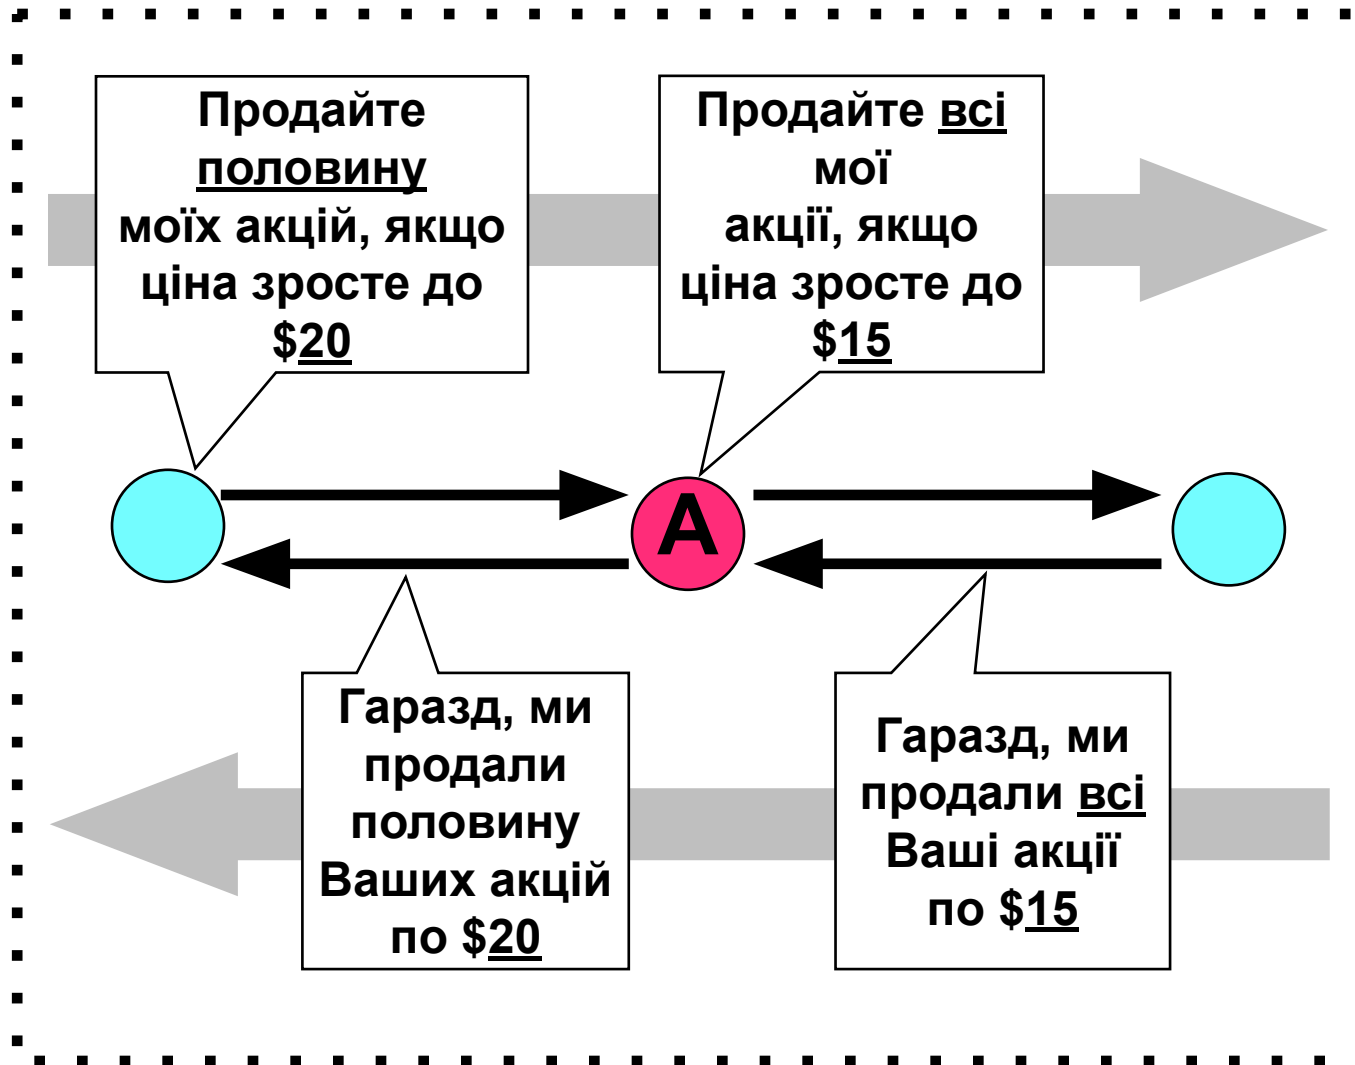 Продайте
половину
моїх акцій, якщо
ціна зросте до
$20
Продайте всі
мої
акції, якщо
ціна зросте до
$15
А
Гаразд, ми
продали
половину
Ваших акцій
по $20
Гаразд, ми
продали всі
Ваші акції
по $15